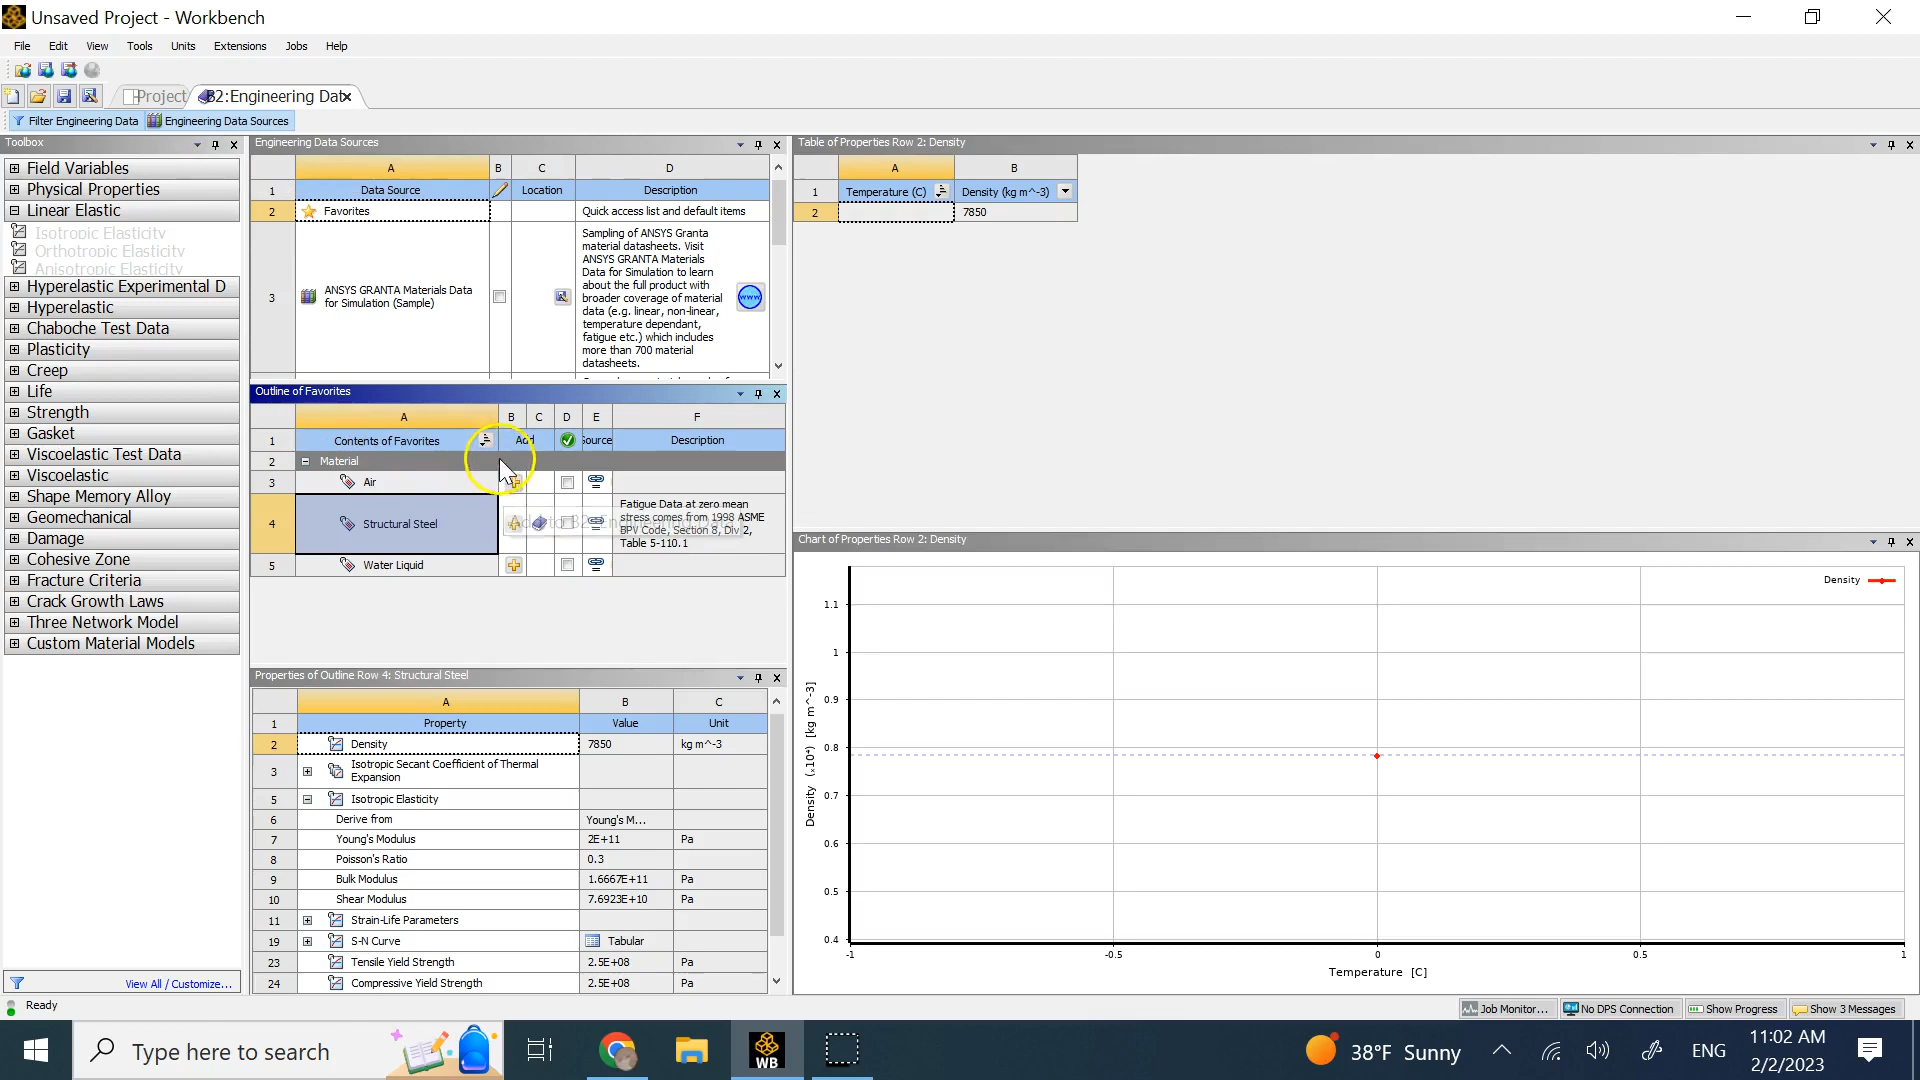 Unsaved Project - Workbench
File Edit View Tools Units Extensions Jobs Help
Project B2:Engineering Data
Filter Engineering Data Engineering Data Sources
Toolbox
Field Variables
Physical Properties
Linear Elastic
Isotropic Elasticity
Orthotropic Elasticity
Anisotropic Elasticity
Hyperelastic Experimental D
Hyperelastic
Chaboche Test Data
Plasticity
Creep
Life
Strength
Gasket
Viscoelastic Test Data
Viscoelastic
Shape Memory Alloy
Geomechanical
Damage
Cohesive Zone
Fracture Criteria
Crack Growth Laws
Three Network Model
Custom Material Models
View All / Customize...
Engineering Data Sources
A B C D
1 Data Source Location Description
2 Favorites Quick access list and default items
3 ANSYS GRANTA Materials Data for Simulation (Sample)
Sampling of ANSYS Granta
material datasheets. Visit
ANSYS GRANTA Materials
Data for Simulation to learn
about the full product with
broader coverage of material
data (e.g. linear, non-linear,
temperature dependant,
fatigue etc.) which includes
more than 700 material
datasheets.
www
Outline of Favorites
A B C D E F
1 Contents of Favorites Add Source Description
2 Material
3 Air
4 Structural Steel
Fatigue Data at zero mean
stress comes from 1998 ASME
BPV Code, Section 8, Div 2,
Table 5-110.1
5 Water Liquid
Properties of Outline Row 4: Structural Steel
A B C
1 Property Value Unit
2 Density 7850 kg m^-3
3 Isotropic Secant Coefficient of Thermal
Expansion
5 Isotropic Elasticity
6 Derive from Young's M...
7 Young's Modulus 2E+11 Pa
8 Poisson's Ratio 0.3
9 Bulk Modulus 1.6667E+11 Pa
10 Shear Modulus 7.6923E+10 Pa
11 Strain-Life Parameters
19 S-N Curve Tabular
23 Tensile Yield Strength 2.5E+08 Pa
24 Compressive Yield Strength 2.5E+08 Pa
Table of Properties Row 2: Density
A B
1 Temperature (C) Density (kg m^-3)
2 7850
Chart of Properties Row 2: Density
Density
1.1
1
0.9
0.8
0.7
0.6
0.5
0.4
Density (.10⁴) [kg m^-3]
-1 -0.5 0 0.5 1
Temperature [C]
Ready
Job Monitor... No DPS Connection Show Progress Show 3 Messages
Type here to search
WB
38°F Sunny
ENG
11:02 AM
2/2/2023